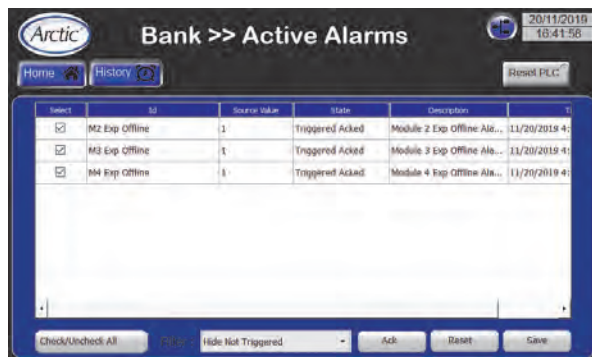 Arctic
Bank >> Active Alarms
20/11/2019
16:41:58
Home
History
Reset PLC
Select Id Source Value State Description
M2 Exp Offline 1 Triggered Acked Module 2 Exp Offline Ala... 11/20/2019 4:
M3 Exp Offline 1 Triggered Acked Module 3 Exp Offline Ala... 11/20/2019 4:
M4 Exp Offline 1 Triggered Acked Module 4 Exp Offline Ala... 11/20/2019 4:
Check/Uncheck All Hide Not Triggered Ack Reset Save